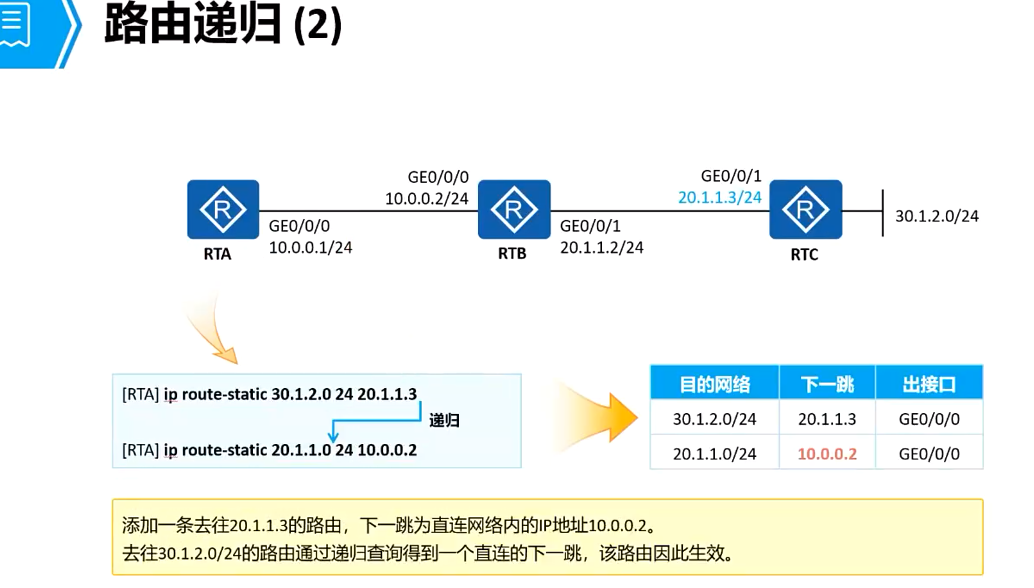 路由递归 (2)
GE0/0/0
10.0.0.2/24
GE0/0/1
20.1.1.3/24
R
R
R
30.1.2.0/24
GE0/0/0
10.0.0.1/24
GE0/0/1
20.1.1.2/24
RTA
RTB
RTC
[RTA] ip route-static 30.1.2.0 24 20.1.1.3
递归
[RTA] ip route-static 20.1.1.0 24 10.0.0.2
目的网络 下一跳 出接口
30.1.2.0/24 20.1.1.3 GE0/0/0
20.1.1.0/24 10.0.0.2 GE0/0/0
添加一条去往20.1.1.3的路由，下一跳为直连网络内的IP地址10.0.0.2。
去往30.1.2.0/24的路由通过递归查询得到一个直连的下一跳，该路由因此生效。